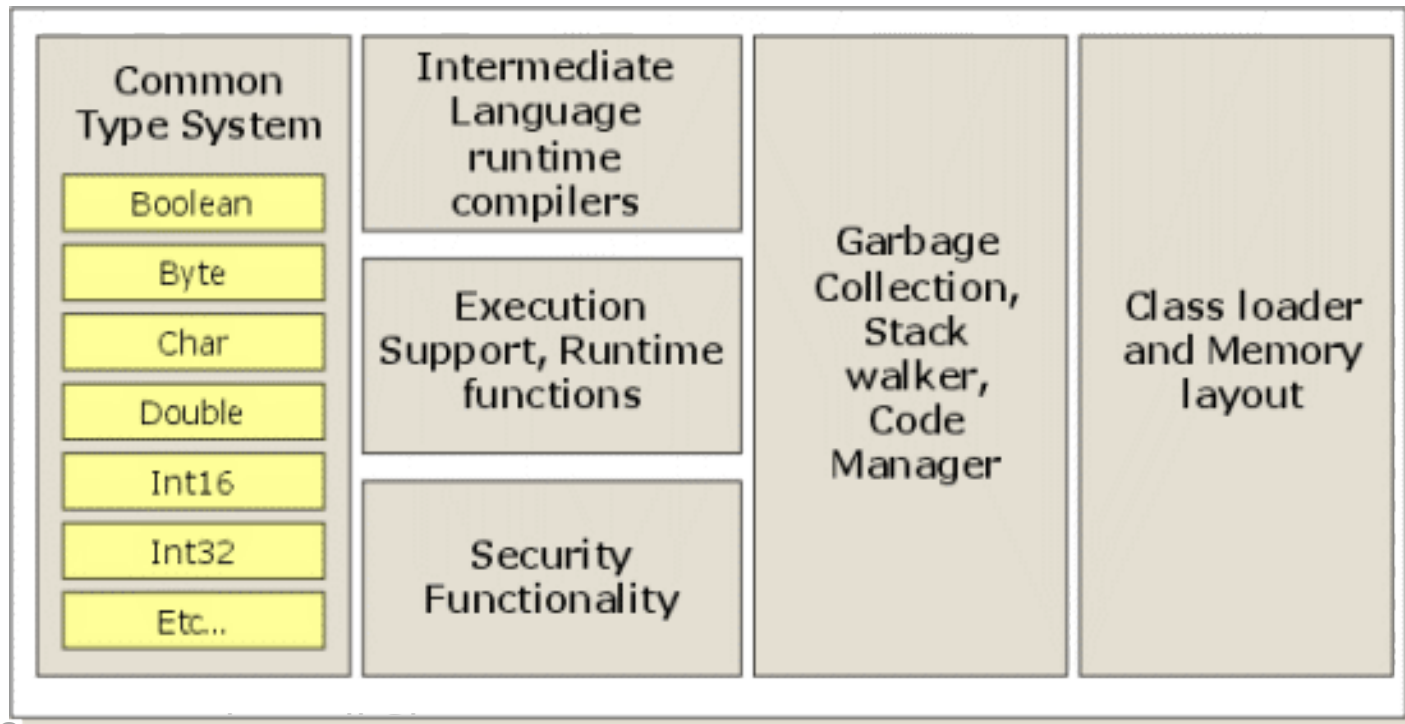 Common
Type System
Boolean
Byte
Char
Double
Int16
Int32
Etc...
Intermediate
Language
runtime
compilers
Execution
Support, Runtime
functions
Security
Functionality
Garbage
Collection,
Stack
walker,
Code
Manager
Class loader
and Memory
layout